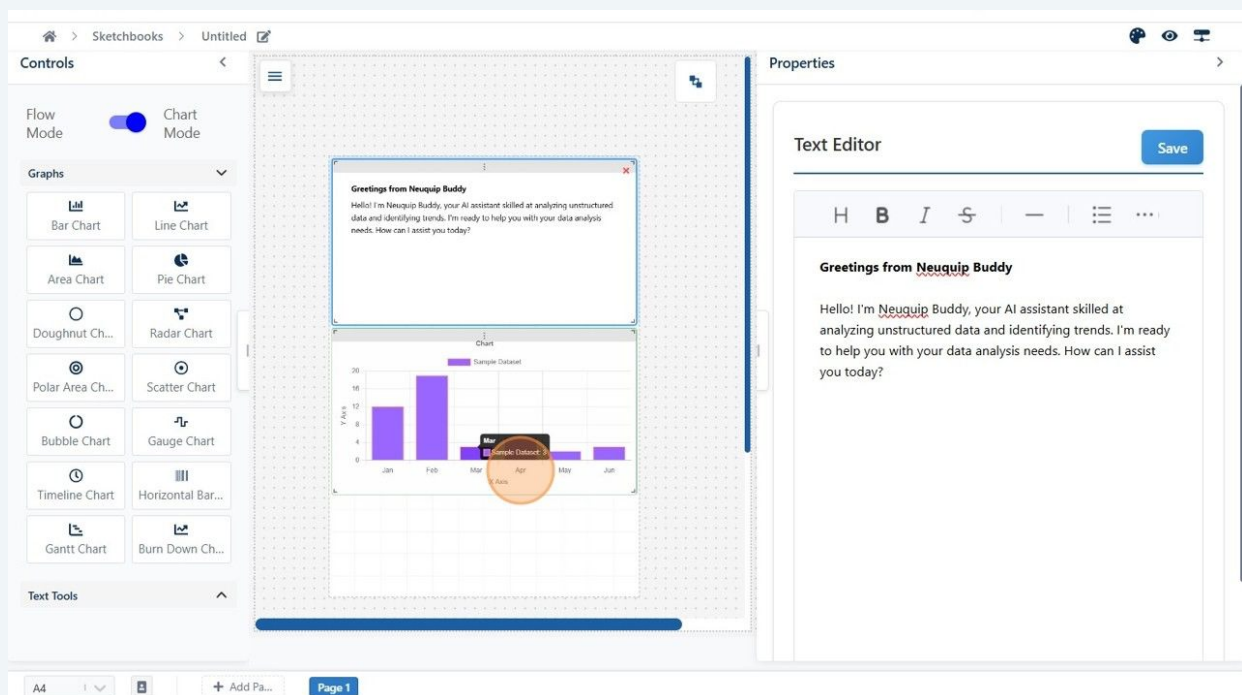 Sketchbooks
Untitled
Controls
Properties
Flow Mode
Chart Mode
Graphs
Bar Chart
Line Chart
Area Chart
Pie Chart
Doughnut Ch...
Radar Chart
Polar Area Ch...
Scatter Chart
Bubble Chart
Gauge Chart
Timeline Chart
Horizontal Bar...
Gantt Chart
Burn Down Ch...
Text Tools
Greetings from Neuquip Buddy
Hello! I'm Neuquip Buddy, your AI assistant skilled at analyzing unstructured
data and identifying trends. I'm ready to help you with your data analysis
needs. How can I assist you today?
Chart
Sample Dataset
Y Axis
20
16
12
8
4
0
Mar
Sample Dataset: 3
Jan
Feb
Mar
Apr
May
Jun
X Axis
Text Editor
Save
H B I S
Greetings from Neuquip Buddy
Hello! I'm Neuquip Buddy, your AI assistant skilled at
analyzing unstructured data and identifying trends. I'm ready
to help you with your data analysis needs. How can I assist
you today?
A4
+ Add Pa...
Page 1